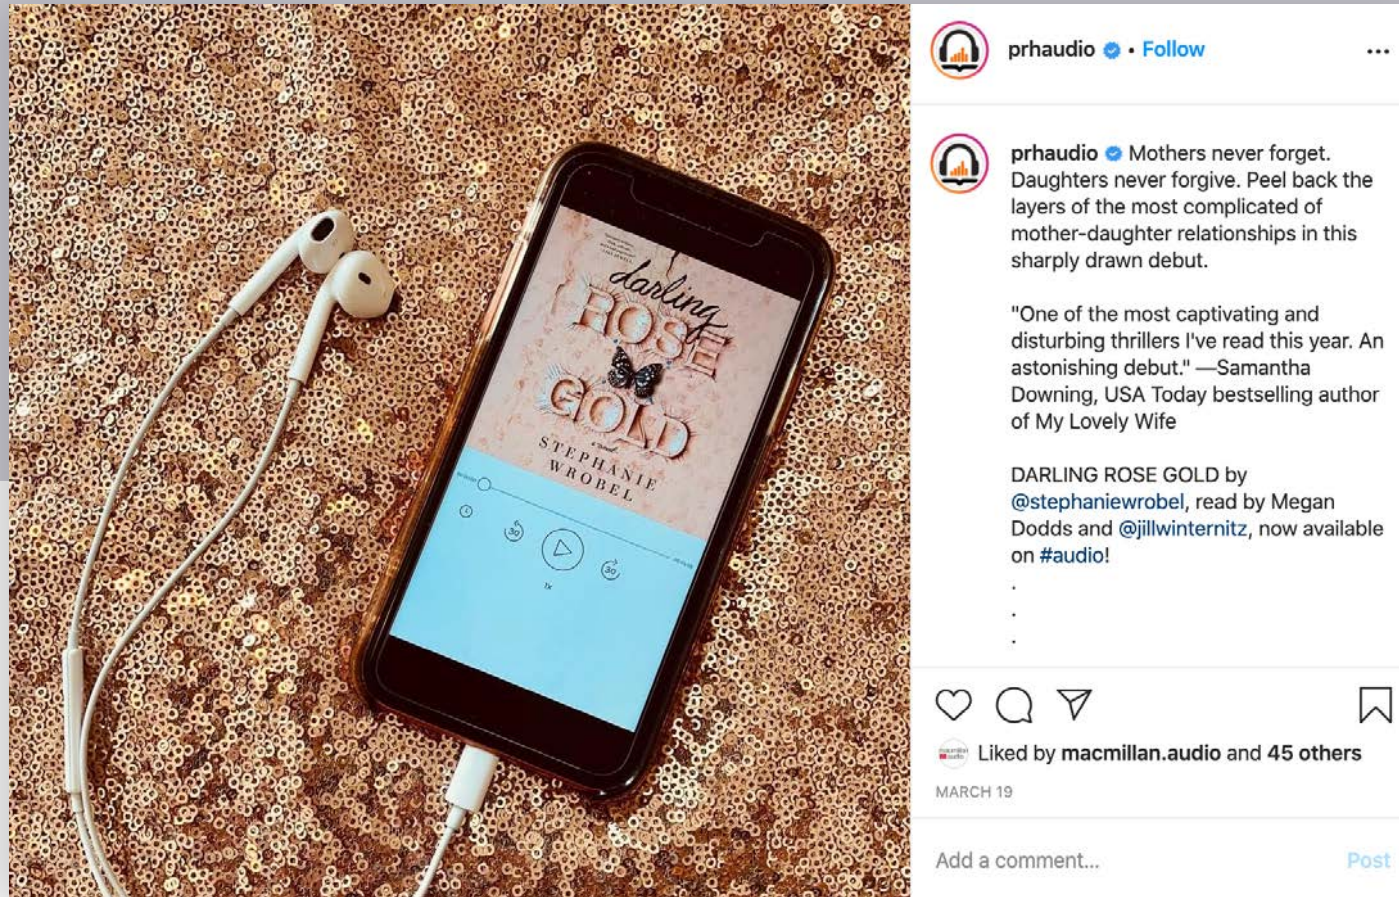 darling
ROSE
GOLD
a novel
STEPHANIE
WROBEL
30
30
1x
prhaudio • Follow
prhaudio Mothers never forget.
Daughters never forgive. Peel back the
layers of the most complicated of
mother-daughter relationships in this
sharply drawn debut.
"One of the most captivating and
disturbing thrillers I've read this year. An
astonishing debut." —Samantha
Downing, USA Today bestselling author
of My Lovely Wife
DARLING ROSE GOLD by
@stephaniewrobel, read by Megan
Dodds and @jillwinternitz, now available
on #audio!
.
.
.
Liked by macmillan.audio and 45 others
MARCH 19
Add a comment...
Post